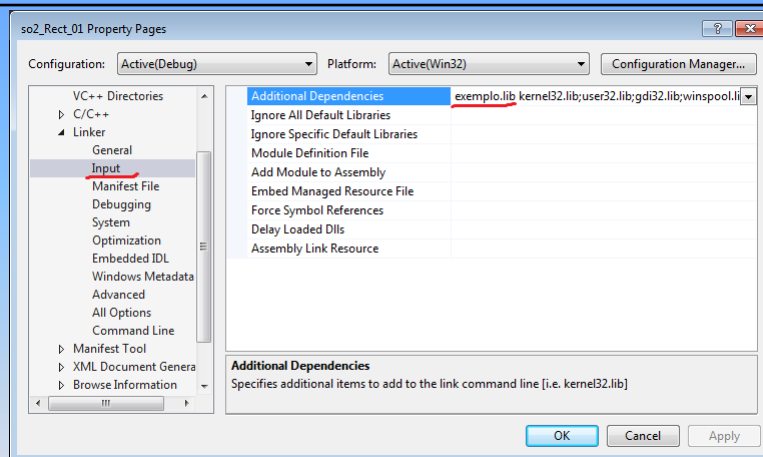 so2_Rect_01 Property Pages
Configuration: Active(Debug) Platform: Active(Win32) Configuration Manager...
VC++ Directories
C/C++
Linker
General
Input
Manifest File
Debugging
System
Optimization
Embedded IDL
Windows Metadata
Advanced
All Options
Command Line
Manifest Tool
XML Document Genera
Browse Information
Additional Dependencies exemplo.lib kernel32.lib;user32.lib;gdi32.lib;winspool.li
Ignore All Default Libraries
Ignore Specific Default Libraries
Module Definition File
Add Module to Assembly
Embed Managed Resource File
Force Symbol References
Delay Loaded Dlls
Assembly Link Resource
Additional Dependencies
Specifies additional items to add to the link command line [i.e. kernel32.lib]
OK Cancel Apply